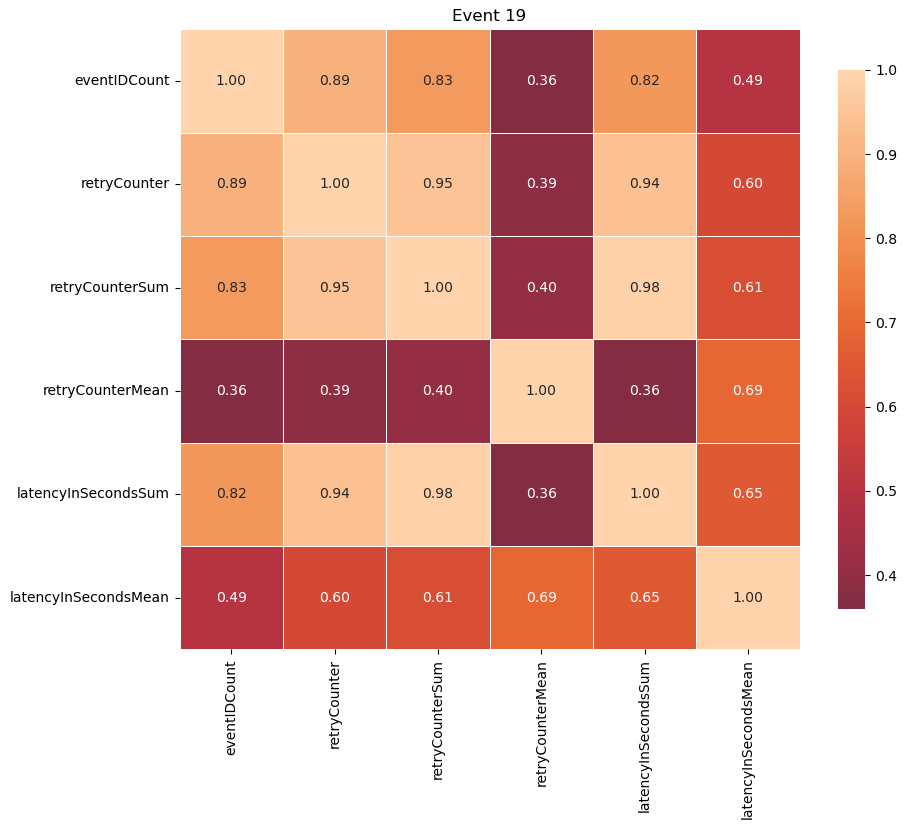 Event 19
eventIDCount 1.00 0.89 0.83 0.36 0.82 0.49
retryCounter 0.89 1.00 0.95 0.39 0.94 0.60
retryCounterSum 0.83 0.95 1.00 0.40 0.98 0.61
retryCounterMean 0.36 0.39 0.40 1.00 0.36 0.69
latencyInSecondsSum 0.82 0.94 0.98 0.36 1.00 0.65
latencyInSecondsMean 0.49 0.60 0.61 0.69 0.65 1.00
eventIDCount
retryCounter
retryCounterSum
retryCounterMean
latencyInSecondsSum
latencyInSecondsMean
1.0
0.9
0.8
0.7
0.6
0.5
0.4